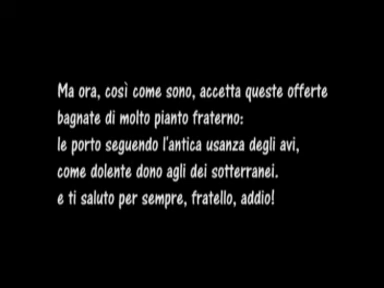 Ma ora, così come sono, accetta queste offerte
bagnate di molto pianto fraterno:
le porto seguendo l'antica usanza degli avi,
come dolente dono agli dei sotterranei.
e ti saluto per sempre, fratello, addio!